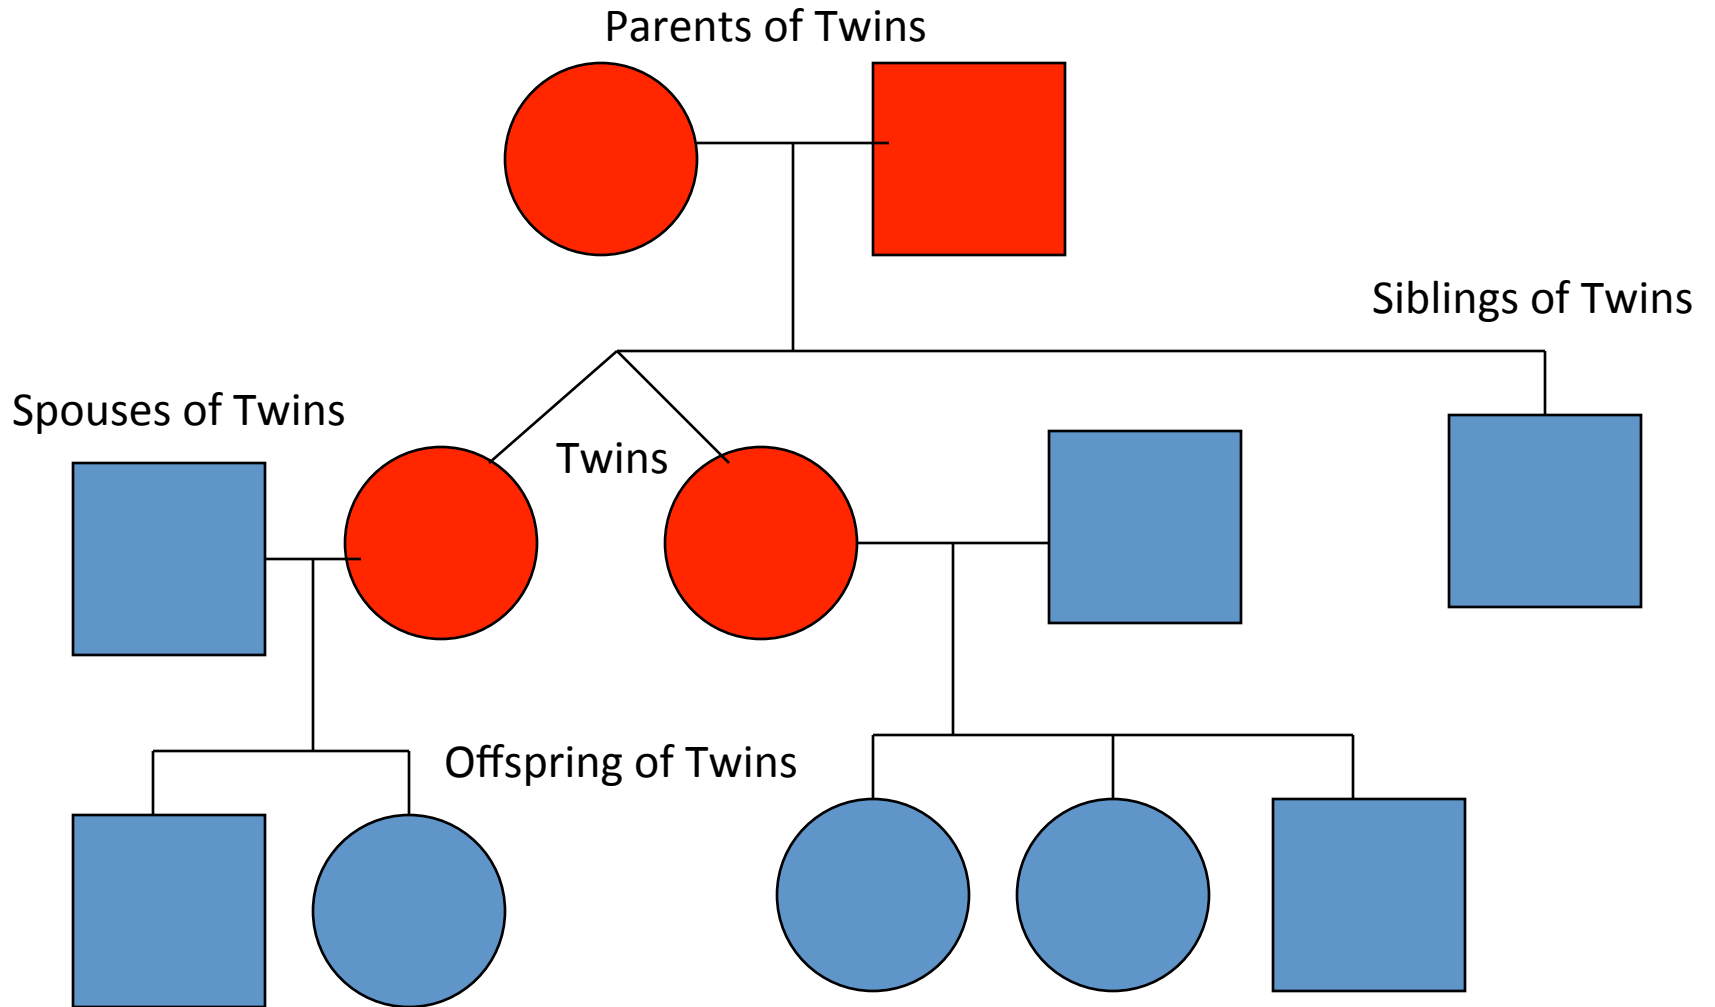 Parents of Twins
Siblings of Twins
Spouses of Twins
Twins
Offspring of Twins